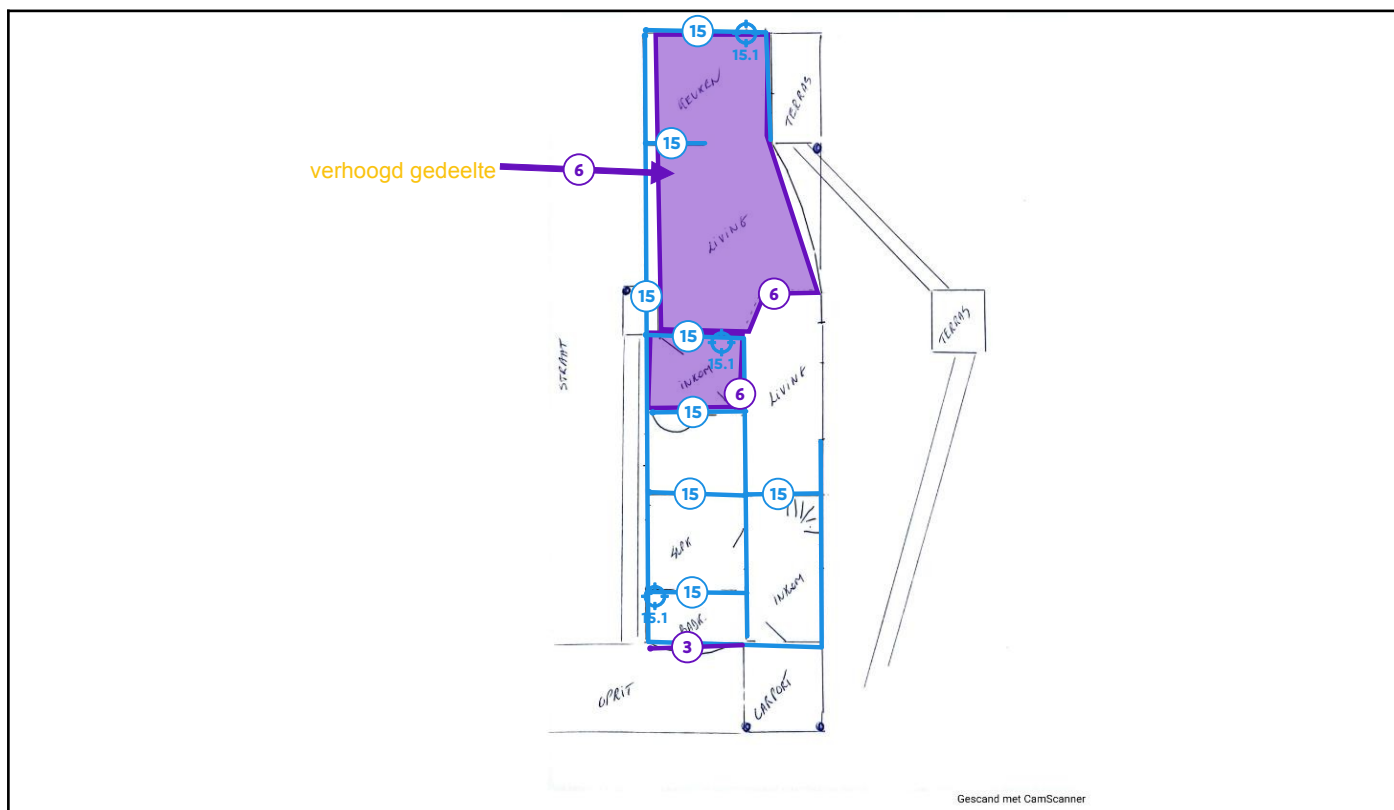 15
15.1
KEUKEN
TERRAS
15
verhoogd gedeelte
6
LIVING
15
6
TERRAS
15
15.1
STRAAT
INKOM
LIVING
6
15
15
15
SLPK
15
15.1
INKOM
BADK.
3
OPRIT
CARPORT
Gescand met CamScanner